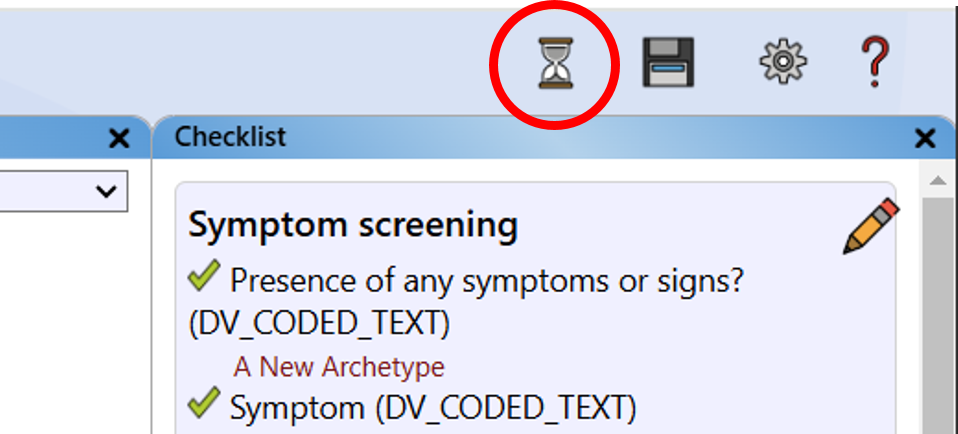 Checklist
Symptom screening
Presence of any symptoms or signs?
(DV_CODED_TEXT)
A New Archetype
Symptom (DV_CODED_TEXT)